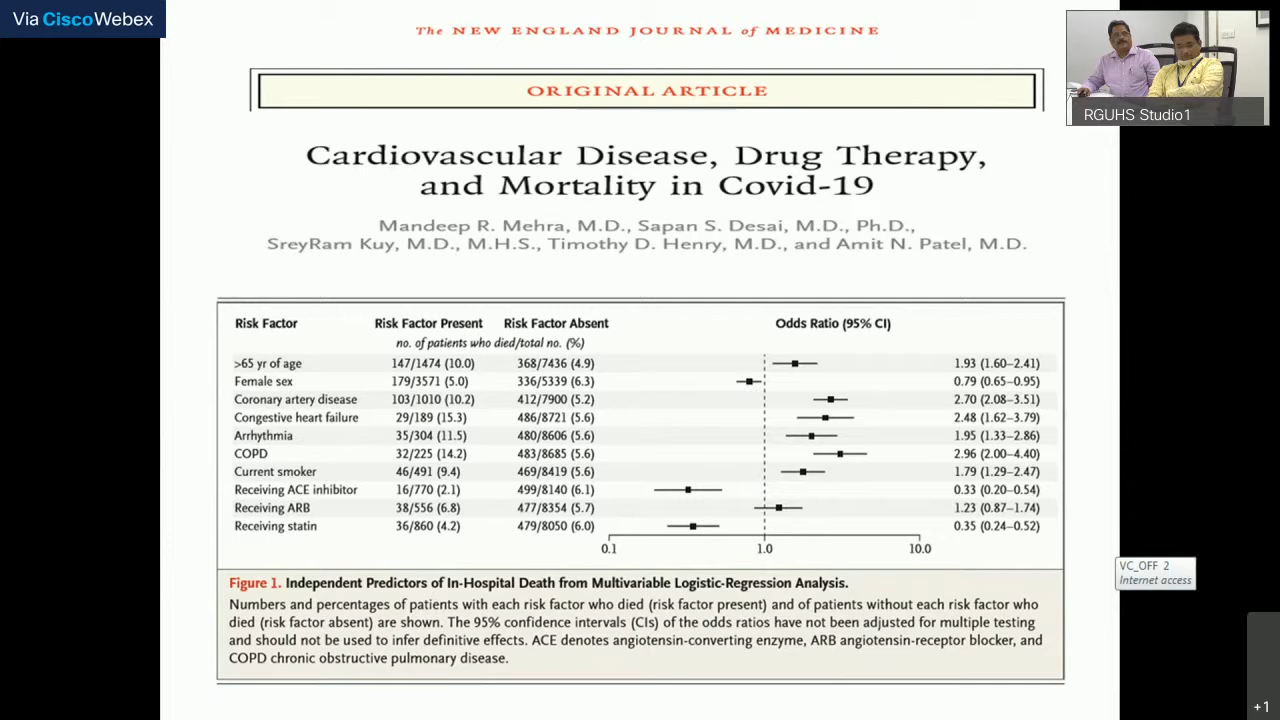 Via CiscoWebex
The NEW ENGLAND JOURNAL of MEDICINE
RGUHS Studio1
ORIGINAL ARTICLE
Cardiovascular Disease, Drug Therapy,
and Mortality in Covid-19
Mandeep R. Mehra, M.D., Sapan S. Desai, M.D., Ph.D.,
SreyRam Kuy, M.D., M.H.S., Timothy D. Henry, M.D., and Amit N. Patel, M.D.
Risk Factor Risk Factor Present Risk Factor Absent Odds Ratio (95% CI)
no. of patients who died/total no. (%)
>65 yr of age 147/1474 (10.0) 368/7436 (4.9) 1.93 (1.60–2.41)
Female sex 179/3571 (5.0) 336/5339 (6.3) 0.79 (0.65–0.95)
Coronary artery disease 103/1010 (10.2) 412/7900 (5.2) 2.70 (2.08–3.51)
Congestive heart failure 29/189 (15.3) 486/8721 (5.6) 2.48 (1.62–3.79)
Arrhythmia 35/304 (11.5) 480/8606 (5.6) 1.95 (1.33–2.86)
COPD 32/225 (14.2) 483/8685 (5.6) 2.96 (2.00–4.40)
Current smoker 46/491 (9.4) 469/8419 (5.6) 1.79 (1.29–2.47)
Receiving ACE inhibitor 16/770 (2.1) 499/8140 (6.1) 0.33 (0.20–0.54)
Receiving ARB 38/556 (6.8) 477/8354 (5.7) 1.23 (0.87–1.74)
Receiving statin 36/860 (4.2) 479/8050 (6.0) 0.35 (0.24–0.52)
0.1 1.0 10.0
Figure 1. Independent Predictors of In-Hospital Death from Multivariable Logistic-Regression Analysis.
Numbers and percentages of patients with each risk factor who died (risk factor present) and of patients without each risk factor who
died (risk factor absent) are shown. The 95% confidence intervals (CIs) of the odds ratios have not been adjusted for multiple testing
and should not be used to infer definitive effects. ACE denotes angiotensin-converting enzyme, ARB angiotensin-receptor blocker, and
COPD chronic obstructive pulmonary disease.
VC_OFF 2
Internet access
+1